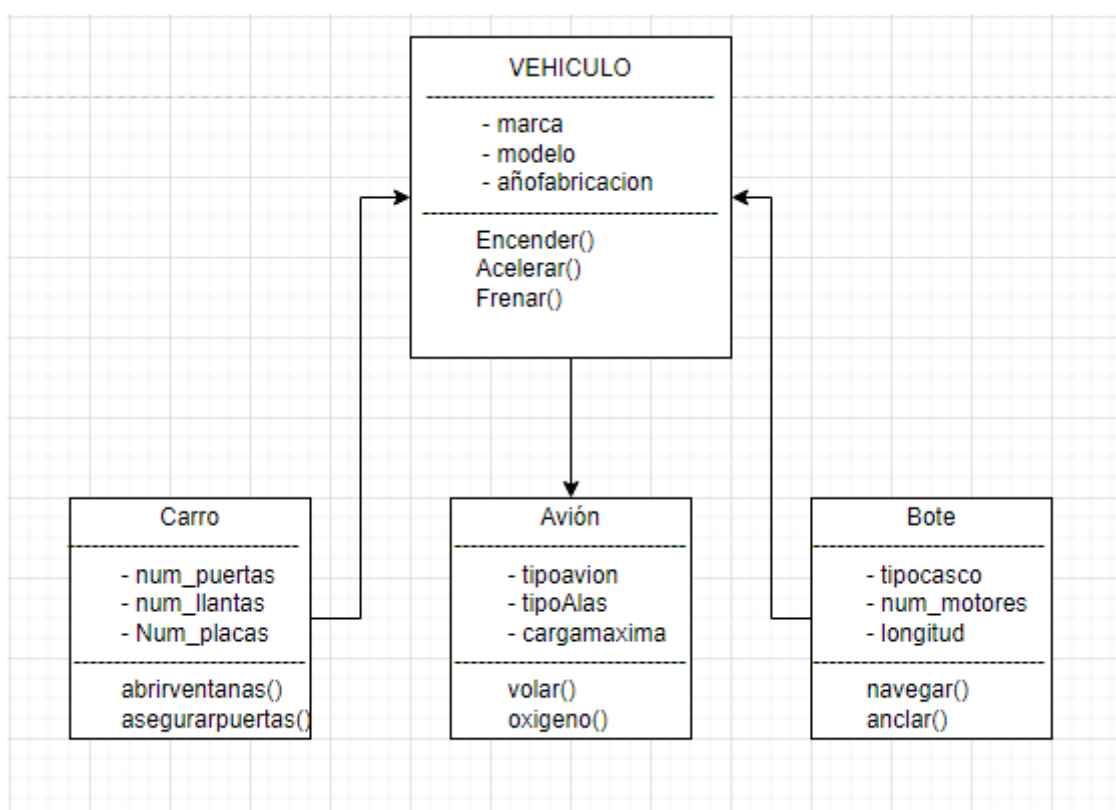 VEHICULO
- marca
- modelo
- añofabricacion
Encender()
Acelerar()
Frenar()
Carro
- num_puertas
- num_llantas
- Num_placas
abrirventanas()
asegurarpuertas()
Avión
- tipoavion
- tipoAlas
- cargamaxima
volar()
oxigeno()
Bote
- tipocasco
- num_motores
- longitud
navegar()
anclar()